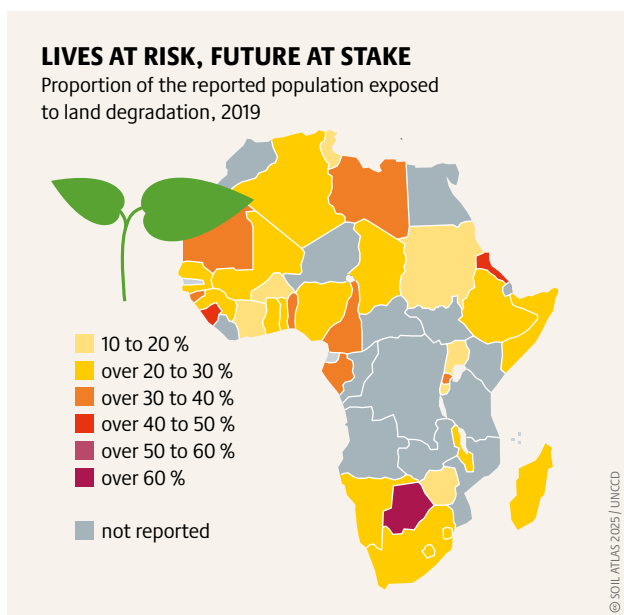 LIVES AT RISK, FUTURE AT STAKE
Proportion of the reported population exposed
to land degradation, 2019
10 to 20 %
over 20 to 30 %
over 30 to 40 %
over 40 to 50 %
over 50 to 60 %
over 60 %
not reported
🅭 SOIL ATLAS 2025 / UNCCD